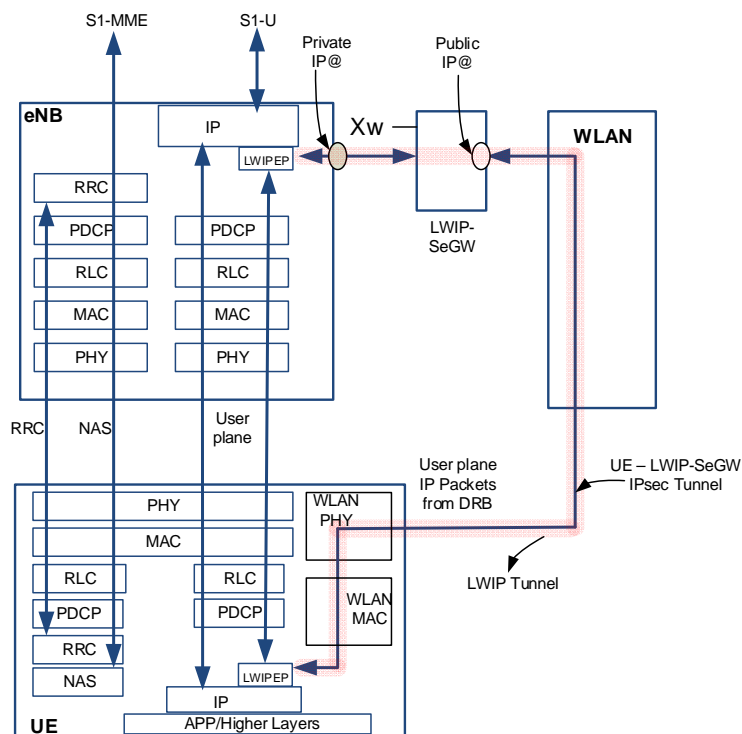 S1-MME
S1-U
Private
IP@
Public
IP@
eNB
IP
Xw
WLAN
LWIPEP
RRC
PDCP
PDCP
LWIP-
SeGW
RLC
RLC
MAC
MAC
PHY
PHY
RRC
NAS
User
plane
User plane
IP Packets
from DRB
UE – LWIP-SeGW
IPsec Tunnel
PHY
WLAN
PHY
MAC
LWIP Tunnel
RLC
RLC
WLAN
MAC
PDCP
PDCP
RRC
NAS
LWIPEP
IP
APP/Higher Layers
UE